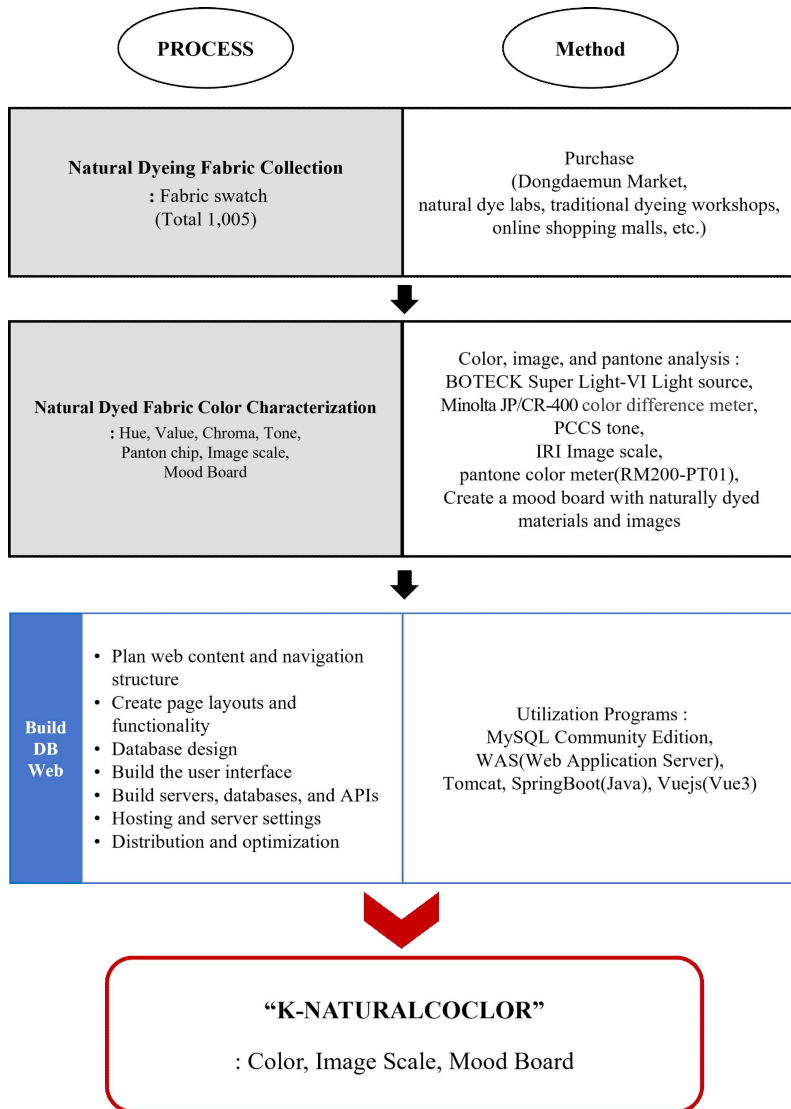 PROCESS
Method
Natural Dyeing Fabric Collection
: Fabric swatch
(Total 1,005)
Purchase
(Dongdaemun Market,
natural dye labs, traditional dyeing workshops,
online shopping malls, etc.)
Natural Dyed Fabric Color Characterization
: Hue, Value, Chroma, Tone,
Panton chip, Image scale,
Mood Board
Color, image, and pantone analysis :
BOTECK Super Light-VI Light source,
Minolta JP/CR-400 color difference meter,
PCCS tone,
IRI Image scale,
pantone color meter(RM200-PT01),
Create a mood board with naturally dyed
materials and images
Build
DB
Web
• Plan web content and navigation
structure
• Create page layouts and
functionality
• Database design
• Build the user interface
• Build servers, databases, and APIs
• Hosting and server settings
• Distribution and optimization
Utilization Programs :
MySQL Community Edition,
WAS(Web Application Server),
Tomcat, SpringBoot(Java), Vuejs(Vue3)
“K-NATURALCOCLOR”
: Color, Image Scale, Mood Board